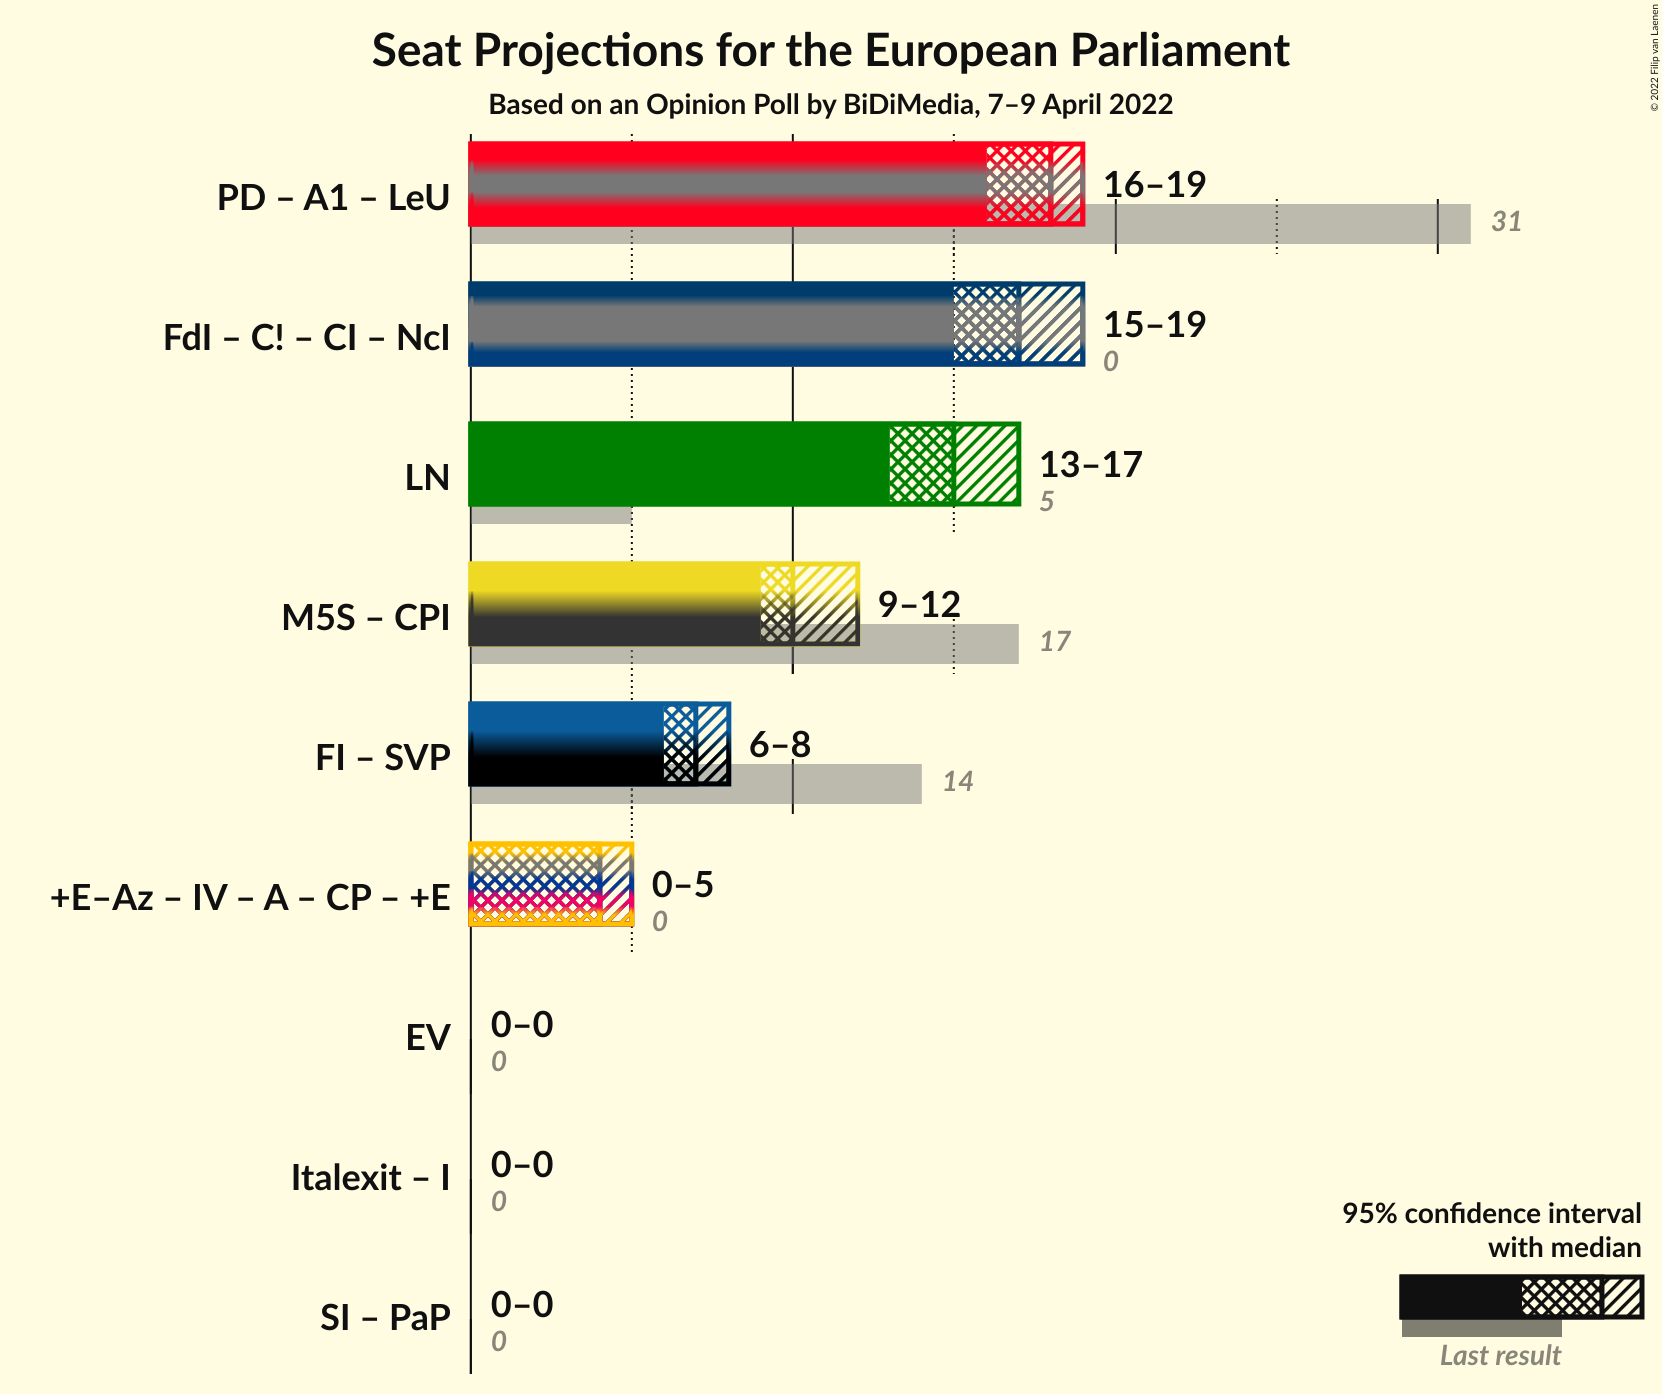 Seat Projections for the European Parliament
Based on an Opinion Poll by BiDiMedia, 7–9 April 2022
© 2022 Filip van Laenen
PD – A1 – LeU
16–19
31
FdI – C! – CI – NcI
15–19
0
LN
13–17
5
M5S – CPI
9–12
17
FI – SVP
6–8
14
+E–Az – IV – A – CP – +E
0–5
0
EV
0–0
0
Italexit – I
0–0
0
SI – PaP
0–0
0
95% confidence interval
with median
Last result